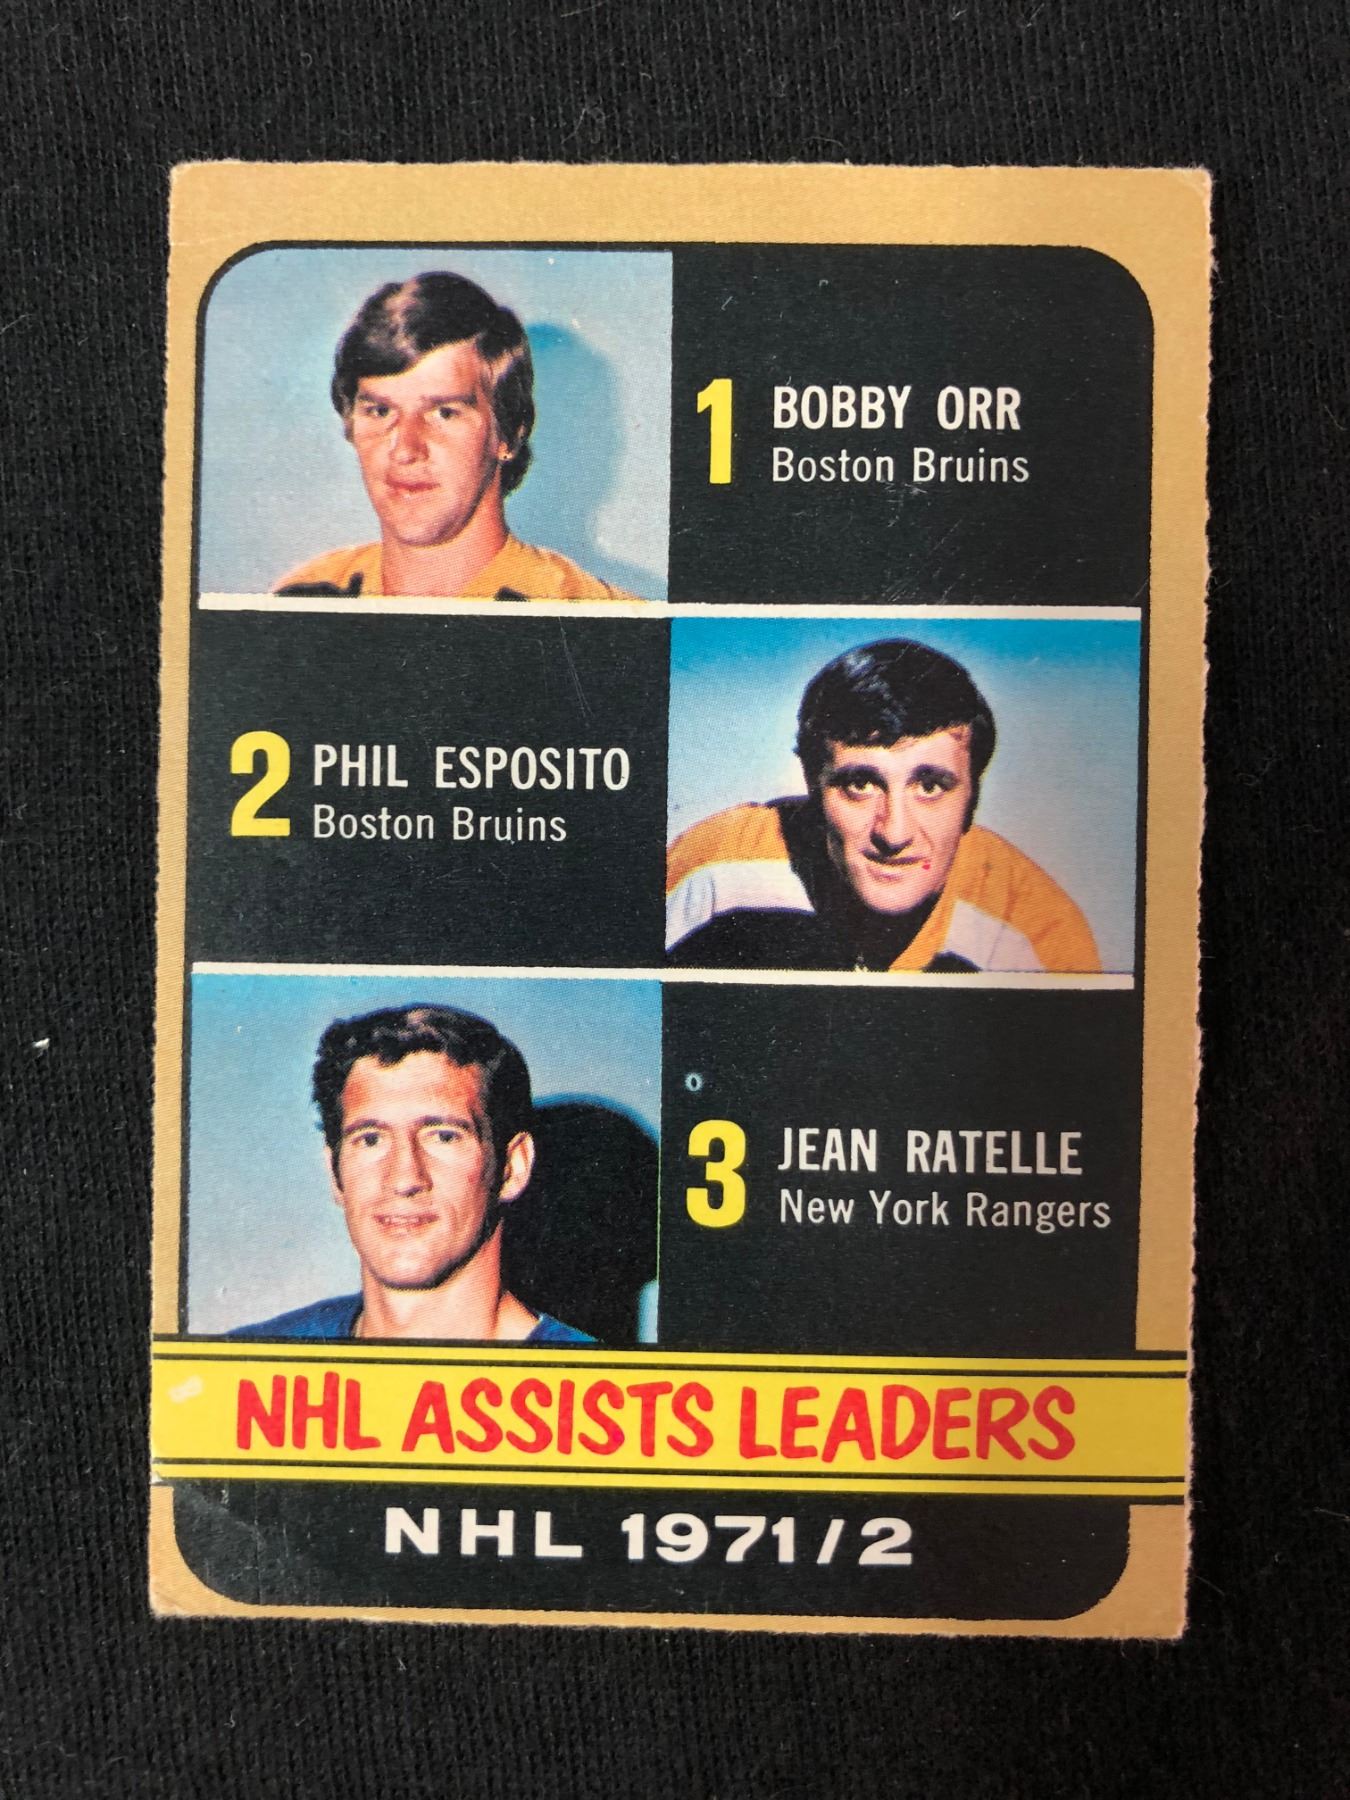 1 BOBBY ORR
Boston Bruins
2 PHIL ESPOSITO
Boston Bruins
3 JEAN RATELLE
New York Rangers
NHL ASSISTS LEADERS
NHL 1971/2